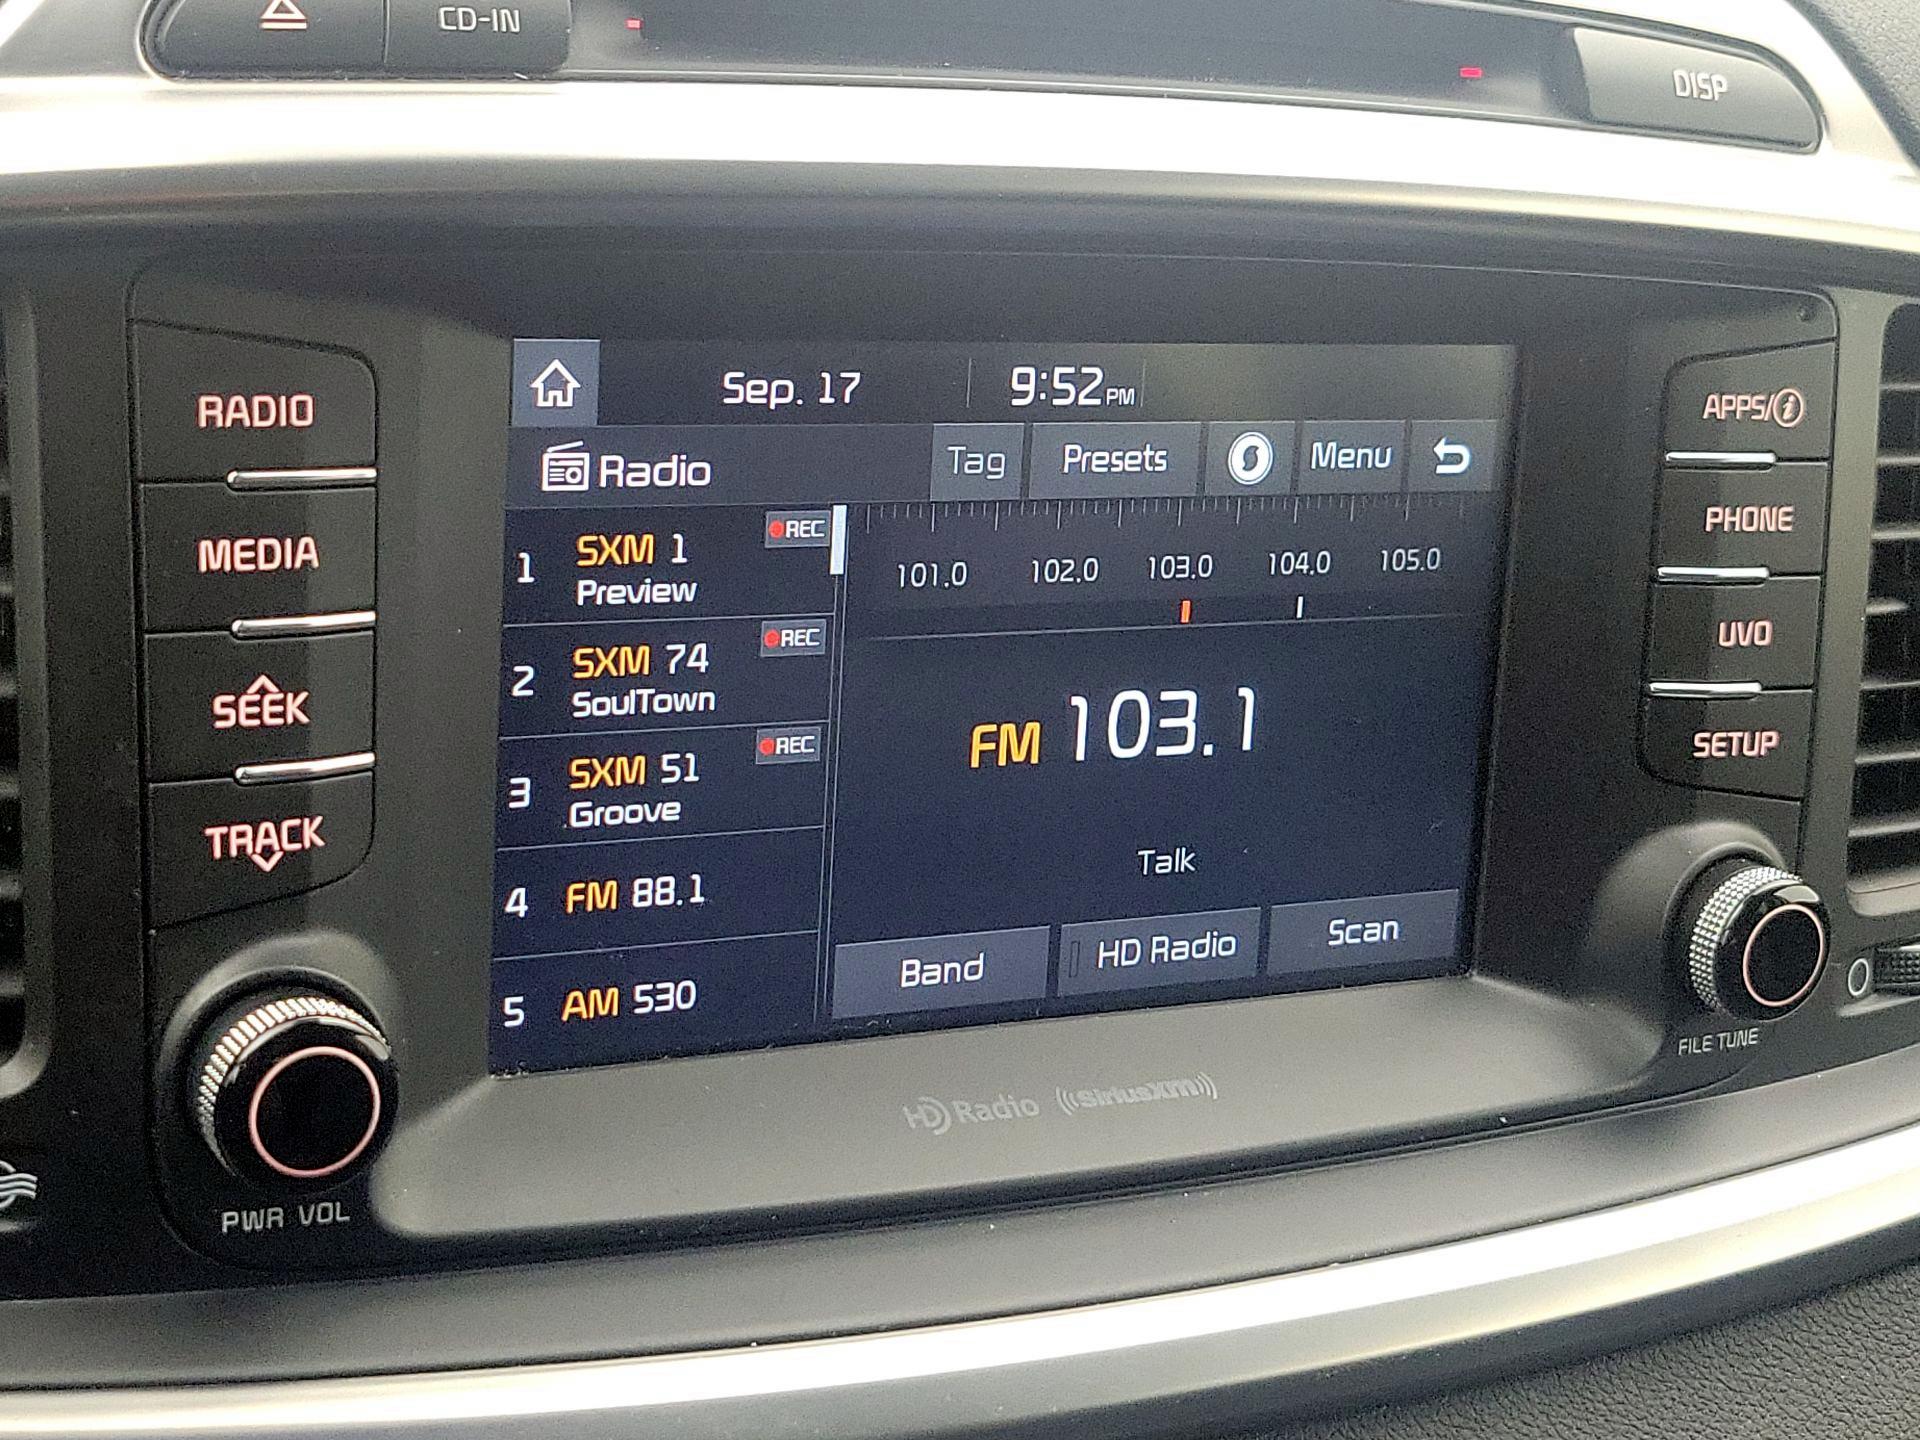 CD-IN
DISP
RADIO
MEDIA
SEEK
TRACK
PWR VOL
Sep. 17
9:52 PM
Radio
Tag
Presets
Menu
1 SXM 1 REC
Preview
2 SXM 74 REC
SoulTown
3 SXM 51 REC
Groove
4 FM 88.1
5 AM 530
101.0 102.0 103.0 104.0 105.0
FM 103.1
Talk
Band
HD Radio
Scan
HD Radio ((SiriusXM))
APPS/i
PHONE
UVO
SETUP
FILE TUNE